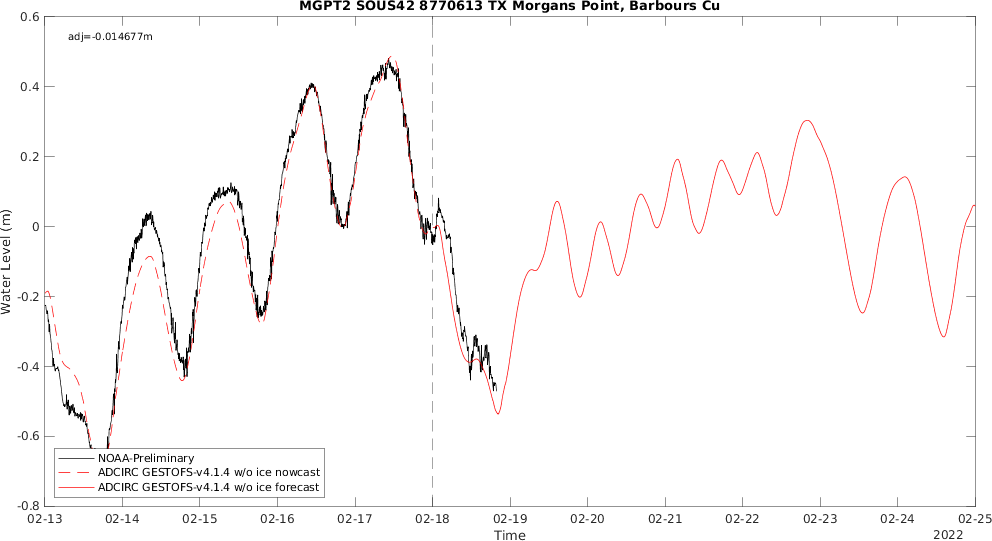 MGPT2 SOUS42 8770613 TX Morgans Point, Barbours Cu
adj=-0.014677m
0.6
0.4
0.2
0
-0.2
-0.4
-0.6
-0.8
Water Level (m)
NOAA-Preliminary
ADCIRC GESTOFS-v4.1.4 w/o ice nowcast
ADCIRC GESTOFS-v4.1.4 w/o ice forecast
02-13 02-14 02-15 02-16 02-17 02-18 02-19 02-20 02-21 02-22 02-23 02-24 02-25
Time
2022